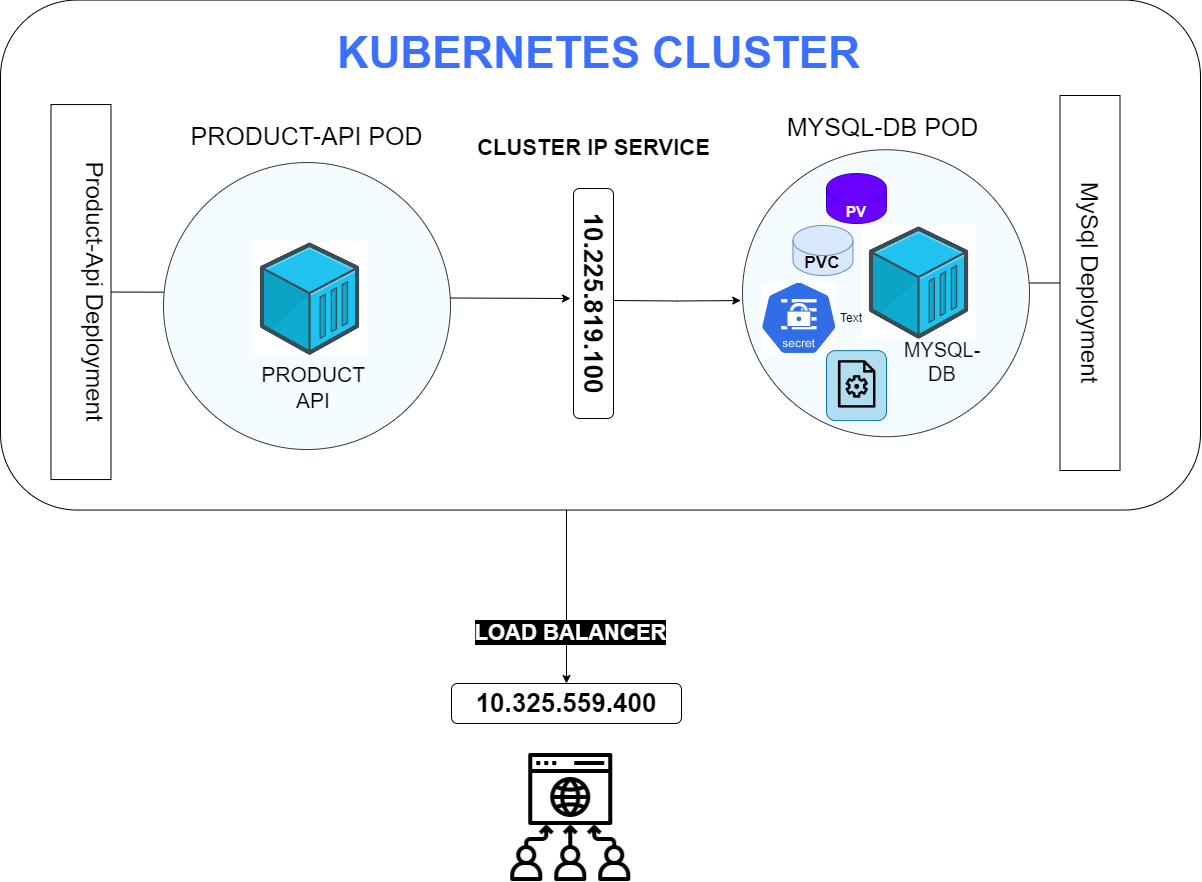 KUBERNETES CLUSTER
Product-Api Deployment
PRODUCT-API POD
PRODUCT
API
CLUSTER IP SERVICE
10.225.819.100
MYSQL-DB POD
PV
PVC
secret
Text
MYSQL-
DB
MySql Deployment
LOAD BALANCER
10.325.559.400